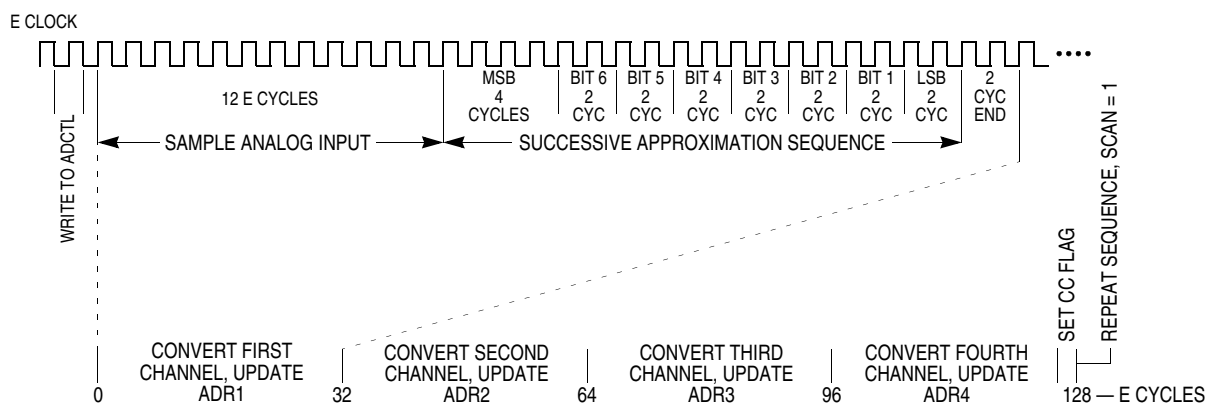 E CLOCK
12 E CYCLES
MSB
4
CYCLES
BIT 6
2
CYC
BIT 5
2
CYC
BIT 4
2
CYC
BIT 3
2
CYC
BIT 2
2
CYC
BIT 1
2
CYC
LSB
2
CYC
2
CYC
END
WRITE TO ADCTL
SAMPLE ANALOG INPUT
SUCCESSIVE APPROXIMATION SEQUENCE
SET CC FLAG
REPEAT SEQUENCE, SCAN = 1
CONVERT FIRST
CHANNEL, UPDATE
ADR1
CONVERT SECOND
CHANNEL, UPDATE
ADR2
CONVERT THIRD
CHANNEL, UPDATE
ADR3
CONVERT FOURTH
CHANNEL, UPDATE
ADR4
0
32
64
96
128 — E CYCLES